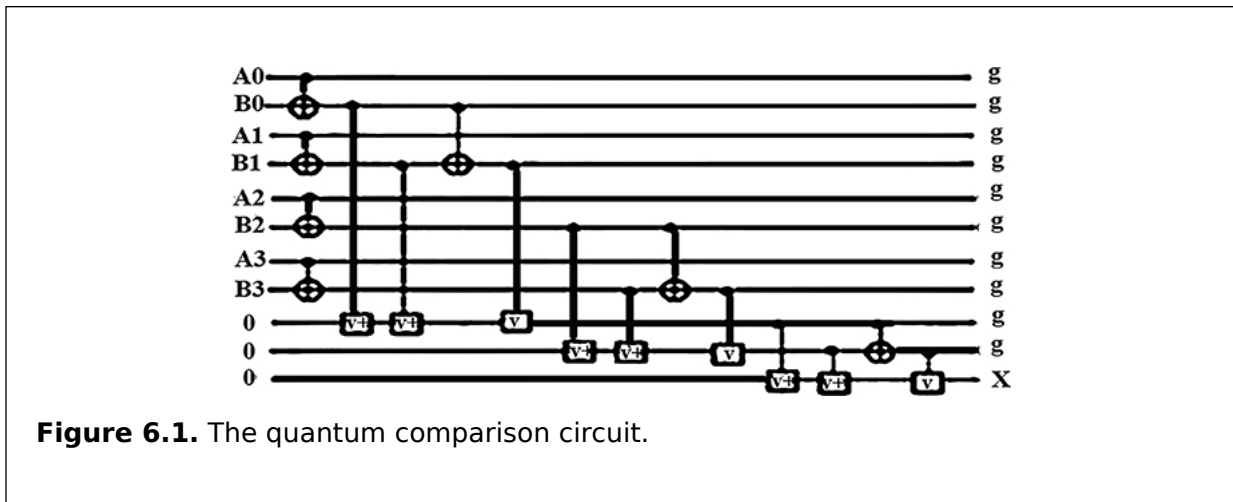 A0 g
B0 g
A1 g
B1 g
A2 g
B2 g
A3 g
B3 g
0 v+ v+ v g
0 v+ v+ v g
0 v+ v+ v X
Figure 6.1. The quantum comparison circuit.